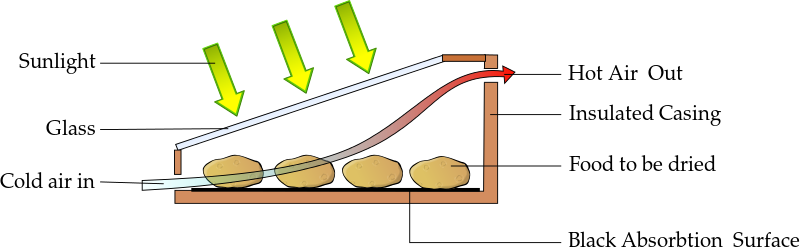 Sunlight
Glass
Cold air in
Hot Air Out
Insulated Casing
Food to be dried
Black Absorbtion Surface